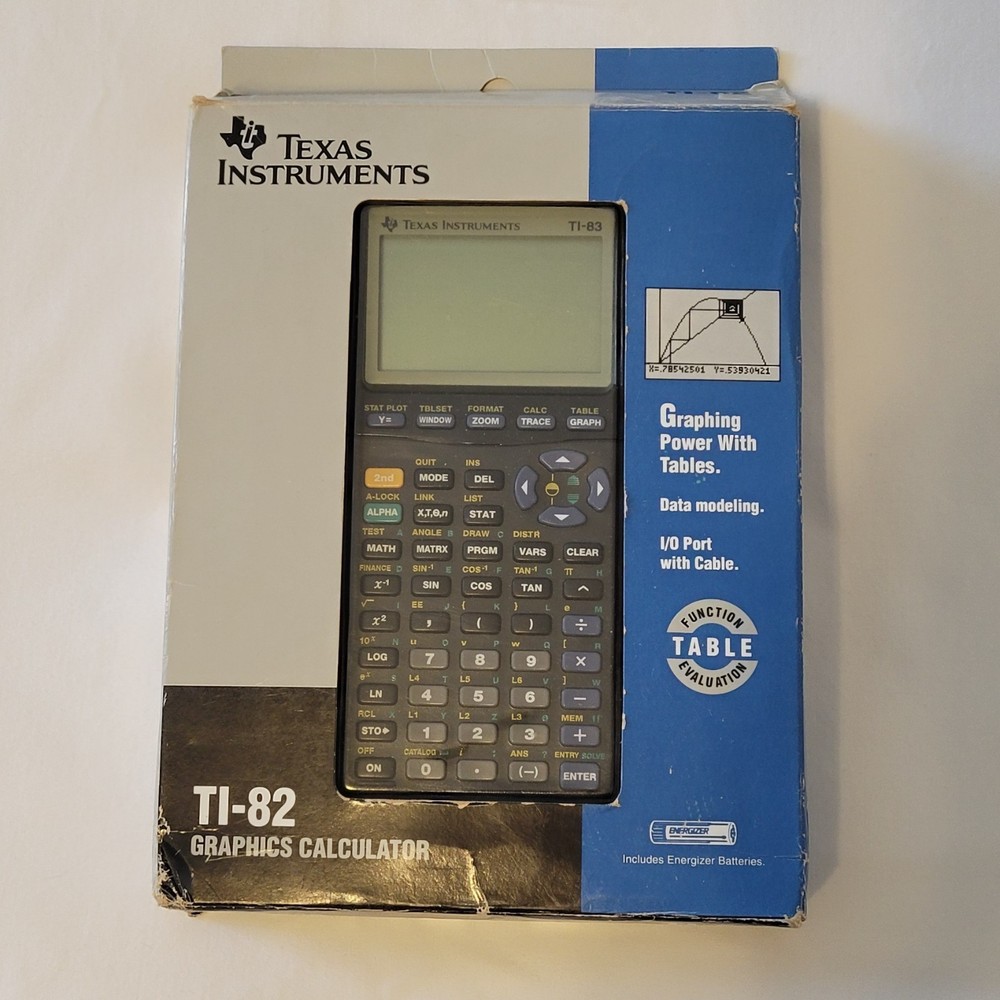 TEXAS
INSTRUMENTS
TEXAS INSTRUMENTS TI-83
X=.78542501 Y=.53930421
Graphing
Power With
Tables.
Data modeling.
I/O Port
with Cable.
FUNCTION
TABLE
EVALUATION
STAT PLOT TBLSET FORMAT CALC TABLE
Y= WINDOW ZOOM TRACE GRAPH
QUIT INS
2nd MODE DEL
A-LOCK LINK LIST
ALPHA X,T,θ,n STAT
TEST A ANGLE B DRAW C DISTR
MATH MATRX PRGM VARS CLEAR
FINANCE D SIN⁻¹ E COS⁻¹ F TAN⁻¹ G π H
x⁻¹ SIN COS TAN ^
√ I EE J { K } L e M
x² , ( ) ÷
10ˣ N u O v P w Q [ R
LOG 7 8 9 ×
eˣ S L4 T L5 U L6 V ] W
LN 4 5 6 −
RCL X L1 Y L2 Z L3 θ MEM "
STO▸ 1 2 3 +
OFF CATALOG i : ANS ? ENTRY SOLVE
ON 0 . (−) ENTER
TI-82
GRAPHICS CALCULATOR
ENERGIZER
Includes Energizer Batteries.